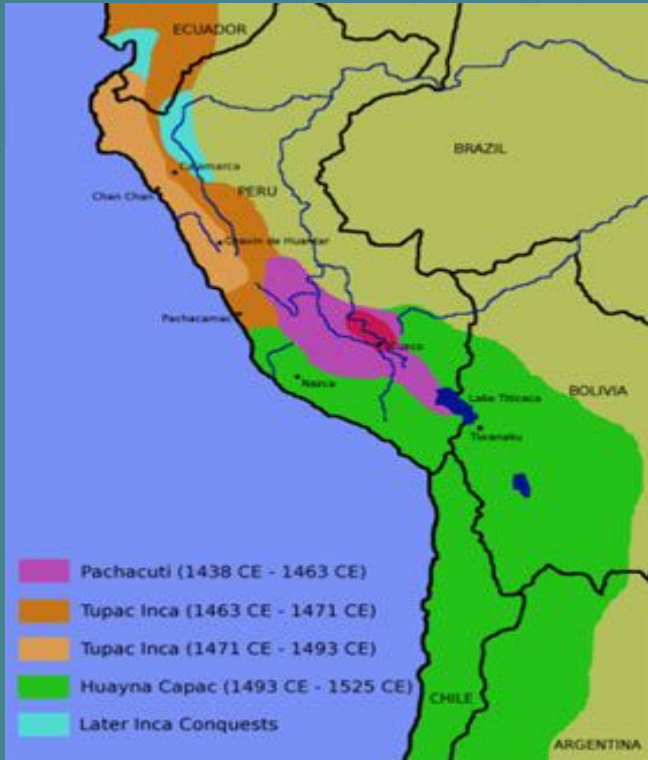 ECUADOR
BRAZIL
Cajamarca
PERU
Chan Chan
Chavin de Huantar
Pachacamac
Cusco
Nazca
BOLIVIA
Lake Titicaca
Tiwanaku
Pachacuti (1438 CE - 1463 CE)
Tupac Inca (1463 CE - 1471 CE)
Tupac Inca (1471 CE - 1493 CE)
Huayna Capac (1493 CE - 1525 CE)
CHILE
Later Inca Conquests
ARGENTINA